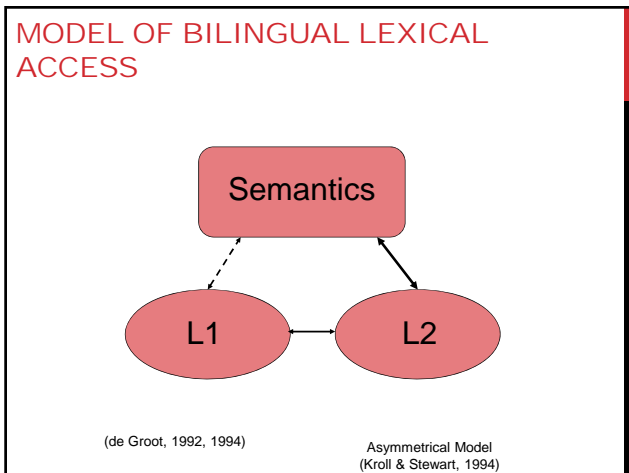 MODEL OF BILINGUAL LEXICAL
ACCESS
Semantics
L1
L2
(de Groot, 1992, 1994)
Asymmetrical Model
(Kroll & Stewart, 1994)